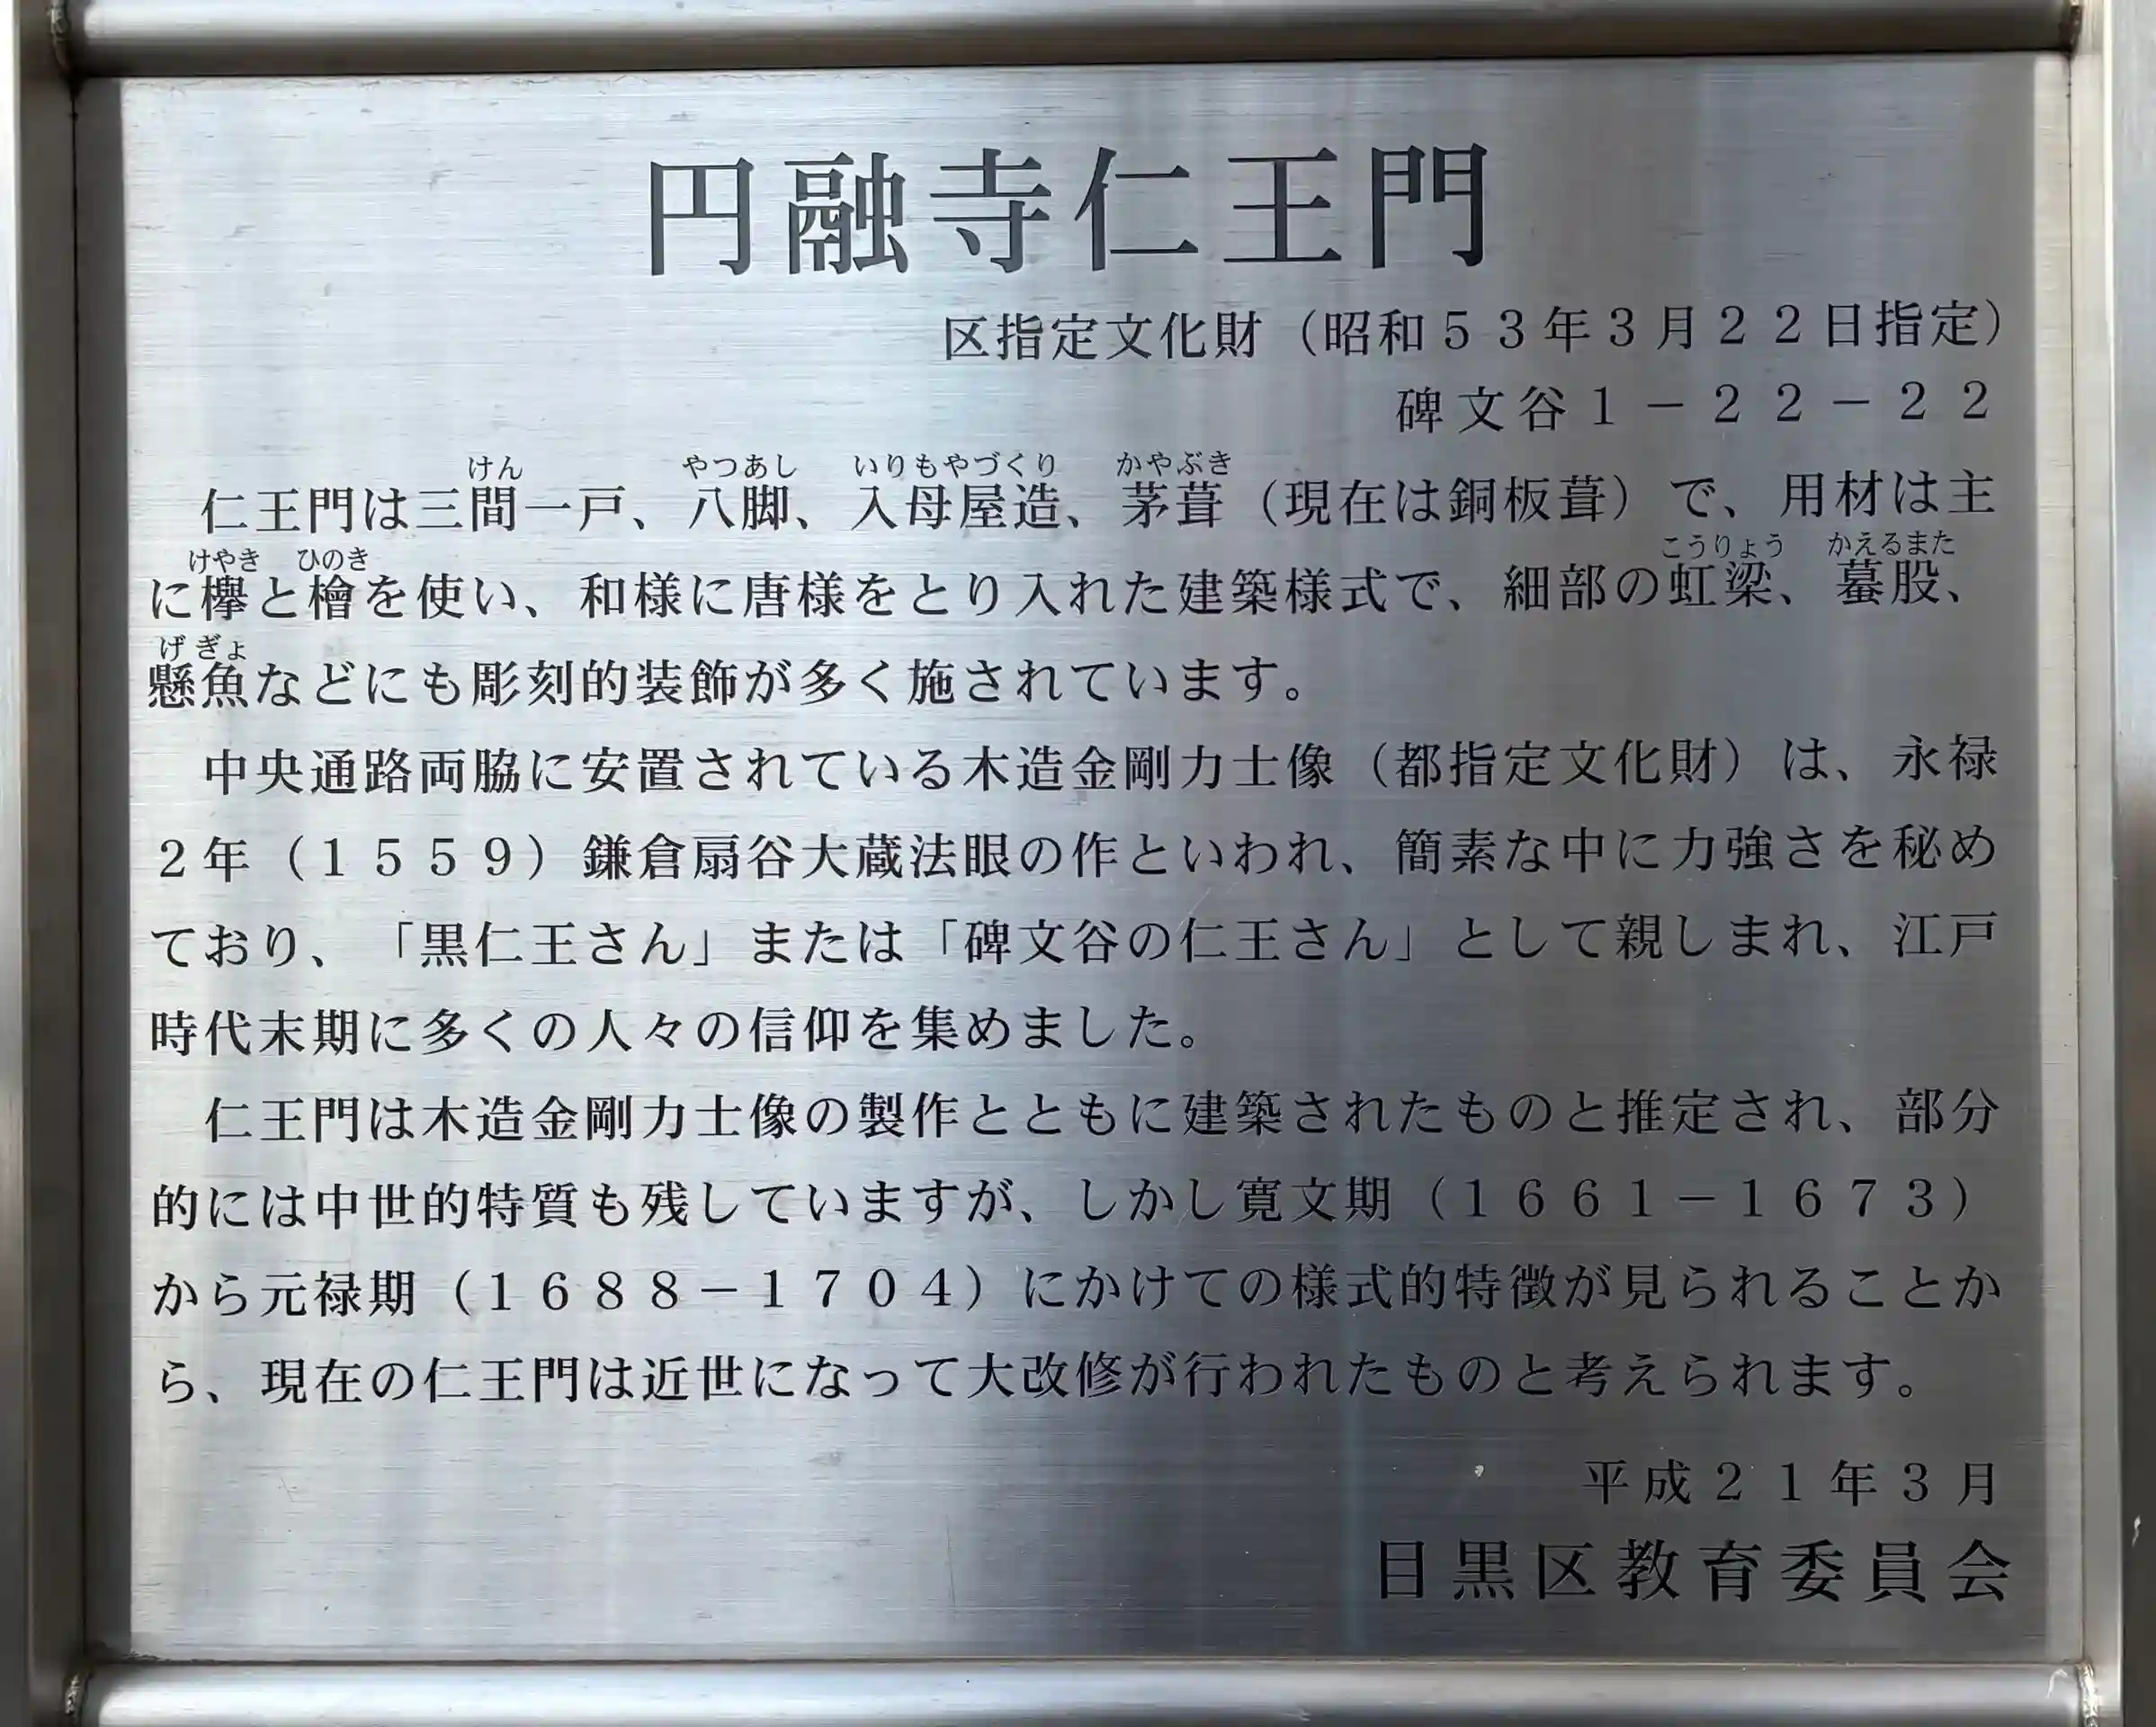 円融寺仁王門
区指定文化財（昭和５３年３月２２日指定）
碑文谷１－２２－２２
けん　やつあし　いりもやづくり　かやぶき
仁王門は三間一戸、八脚、入母屋造、茅葺（現在は銅板葺）で、用材は主
けやき　ひのき　こうりょう　かえるまた
に欅と檜を使い、和様に唐様をとり入れた建築様式で、細部の虹梁、蟇股、
げぎょ
懸魚などにも彫刻的装飾が多く施されています。
中央通路両脇に安置されている木造金剛力士像（都指定文化財）は、永禄
２年（１５５９）鎌倉扇谷大蔵法眼の作といわれ、簡素な中に力強さを秘め
ており、「黒仁王さん」または「碑文谷の仁王さん」として親しまれ、江戸
時代末期に多くの人々の信仰を集めました。
仁王門は木造金剛力士像の製作とともに建築されたものと推定され、部分
的には中世的特質も残していますが、しかし寛文期（１６６１－１６７３）
から元禄期（１６８８－１７０４）にかけての様式的特徴が見られることか
ら、現在の仁王門は近世になって大改修が行われたものと考えられます。
平成２１年３月
目黒区教育委員会